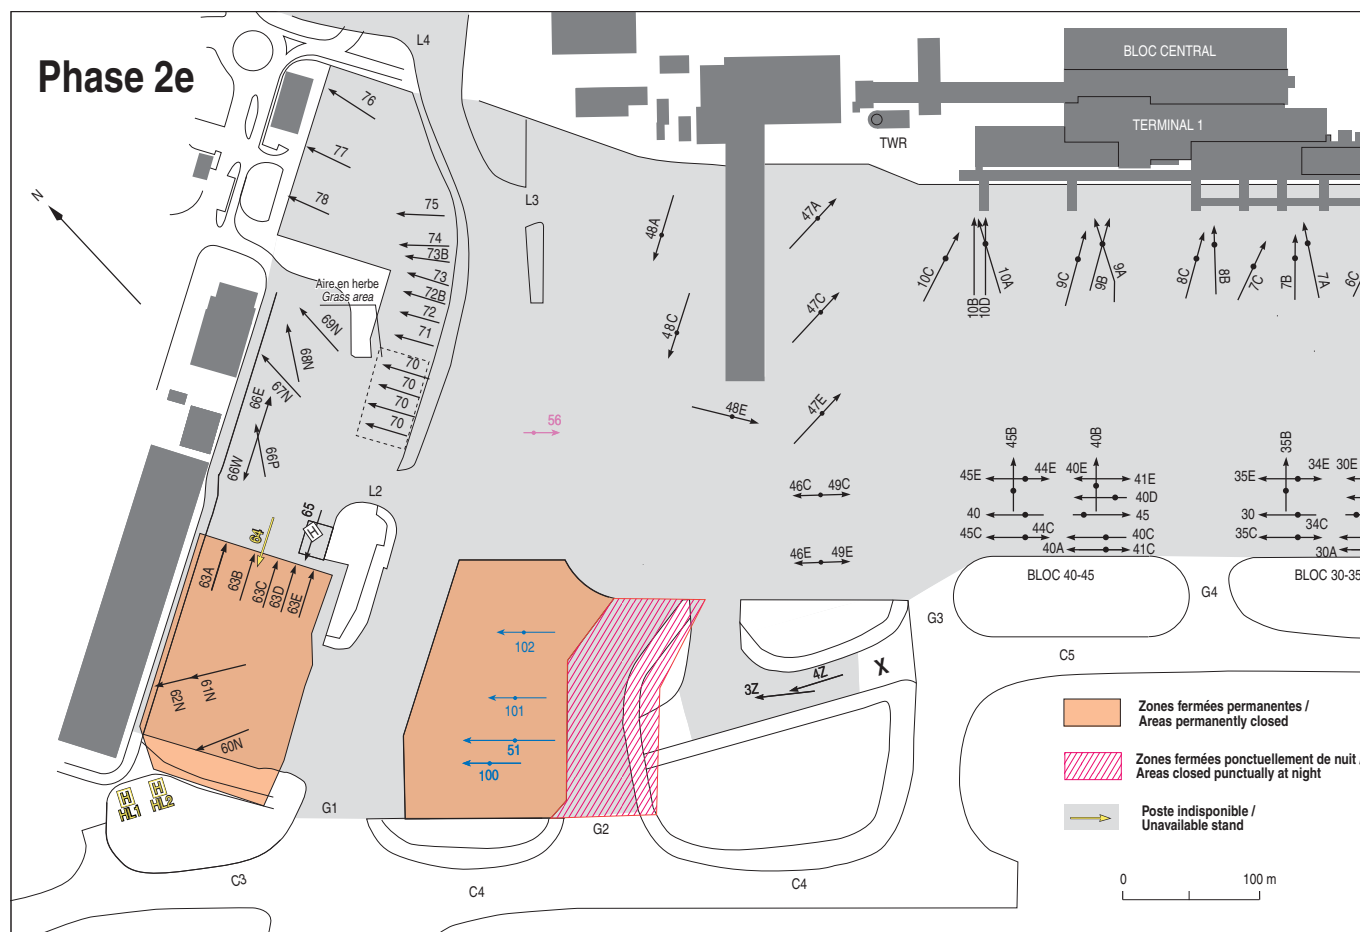 Phase 2e
L4
BLOC CENTRAL
TERMINAL 1
TWR
N
76
77
78
75
74
73B
73
72B
72
71
70
70
70
70
Aire en herbe
Grass area
L3
48A
48C
48E
47A
47C
47E
10C
10B
10D
10A
9C
9B
9A
8C
8B
7C
7B
7A
6C
69N
68N
67N
66E
66W
66P
56
L2
65
H
64
63A
63B
63C
63D
63E
62N
61N
60N
46C
49C
46E
49E
45B
40B
35B
45E
44E
40E
41E
40D
40
45
45C
44C
40C
40A
41C
35E
34E
30E
30
34C
35C
30A
BLOC 40-45
BLOC 30-35
G4
G3
C5
102
101
51
100
3Z
4Z
X
H
HL1
H
HL2
G1
G2
C3
C4
C4
Zones fermées permanentes /
Areas permanently closed
Zones fermées ponctuellement de nuit /
Areas closed punctually at night
Poste indisponible /
Unavailable stand
0
100 m